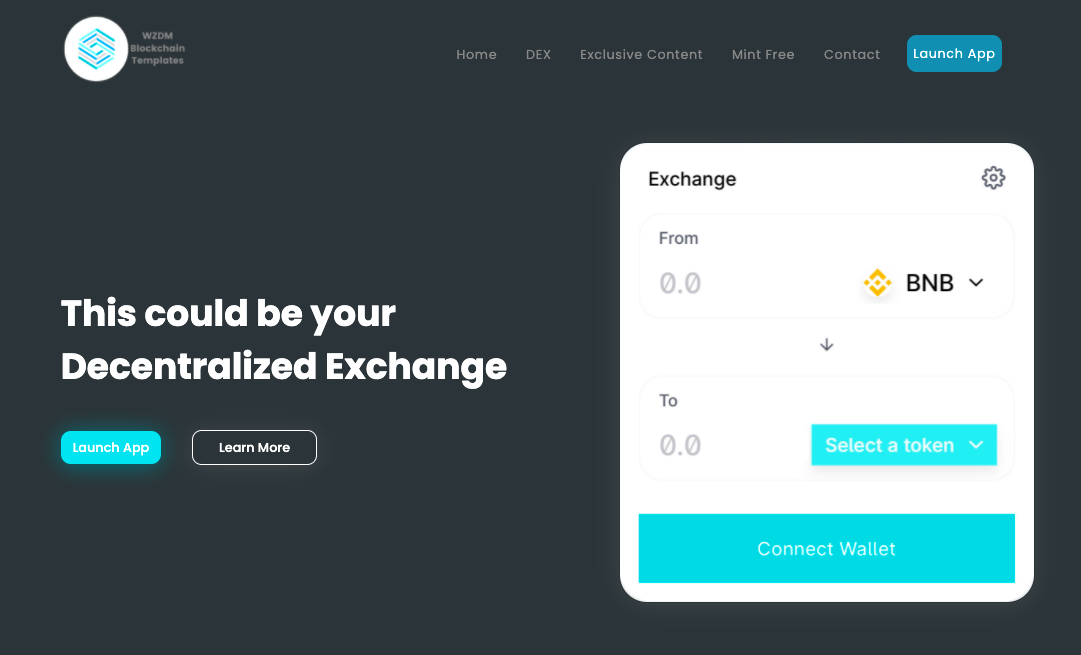 WZDM
Blockchain
Templates
Home
DEX
Exclusive Content
Mint Free
Contact
Launch App
This could be your
Decentralized Exchange
Launch App
Learn More
Exchange
From
0.0
BNB
To
0.0
Select a token
Connect Wallet